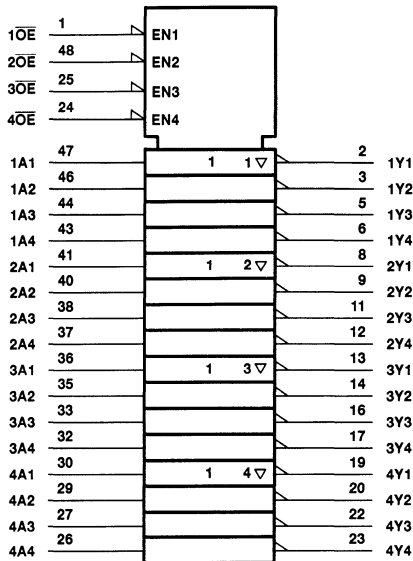 1O̅E̅ 1 EN1
2O̅E̅ 48 EN2
3O̅E̅ 25 EN3
4O̅E̅ 24 EN4
1A1 47 1 1 ▽ 2 1Y1
1A2 46 3 1Y2
1A3 44 5 1Y3
1A4 43 6 1Y4
2A1 41 1 2 ▽ 8 2Y1
2A2 40 9 2Y2
2A3 38 11 2Y3
2A4 37 12 2Y4
3A1 36 1 3 ▽ 13 3Y1
3A2 35 14 3Y2
3A3 33 16 3Y3
3A4 32 17 3Y4
4A1 30 1 4 ▽ 19 4Y1
4A2 29 20 4Y2
4A3 27 22 4Y3
4A4 26 23 4Y4